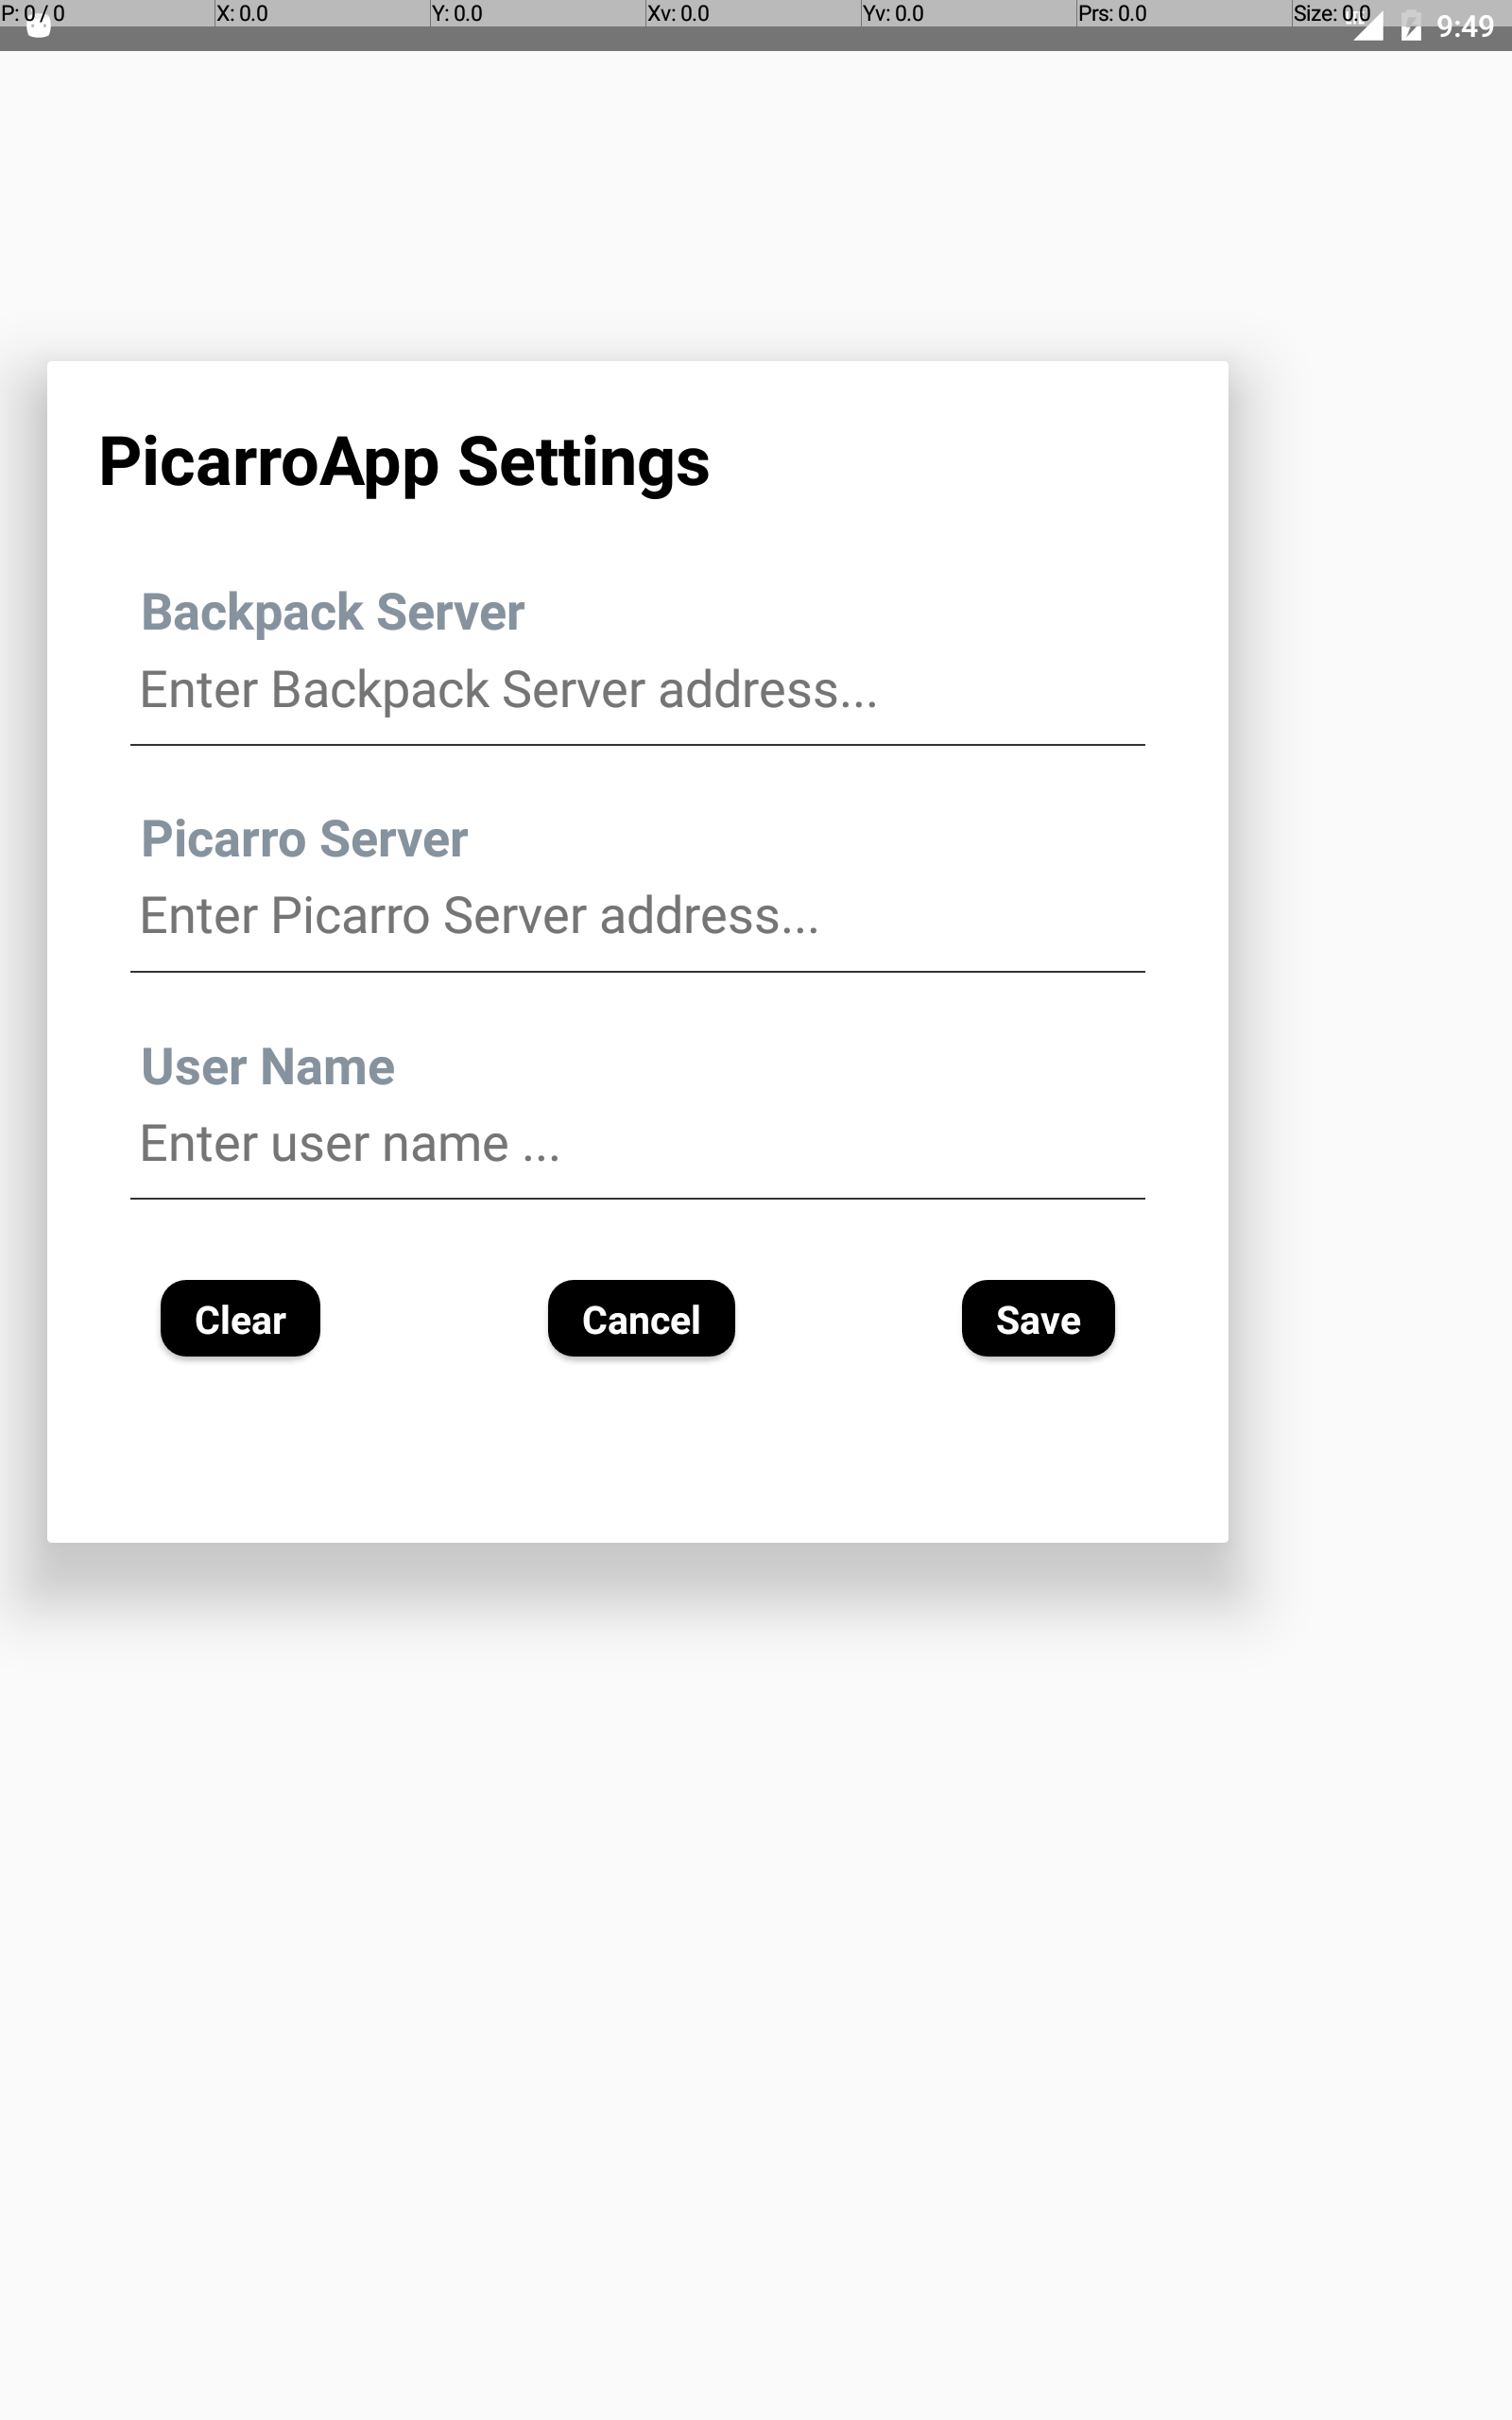 P: 0 / 0 X: 0.0 Y: 0.0 Xv: 0.0 Yv: 0.0 Prs: 0.0 Size: 0.0
9:49
PicarroApp Settings
Backpack Server
Enter Backpack Server address...
Picarro Server
Enter Picarro Server address...
User Name
Enter user name ...
Clear Cancel Save